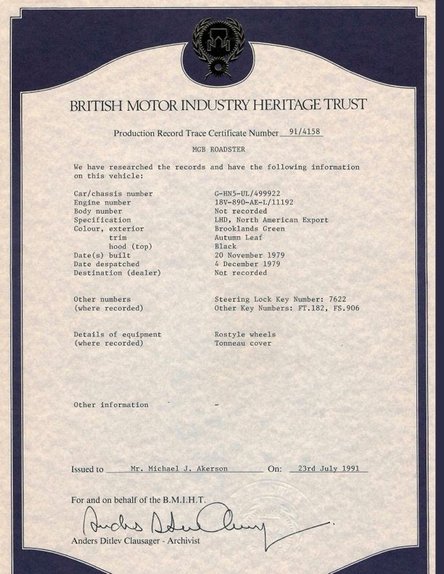 BRITISH MOTOR INDUSTRY HERITAGE TRUST
Production Record Trace Certificate Number 91/4158
MGB ROADSTER
We have researched the records and have the following information
on this vehicle:
Car/chassis number G-HN5-UL/499922
Engine number 18V-890-AE-L/11192
Body number Not recorded
Specification LHD, North American Export
Colour, exterior Brooklands Green
trim Autumn Leaf
hood (top) Black
Date(s) built 20 November 1979
Date despatched 4 December 1979
Destination (dealer) Not recorded
Other numbers Steering Lock Key Number: 7622
(where recorded) Other Key Numbers: FT.182, FS.906
Details of equipment Rostyle wheels
(where recorded) Tonneau cover
Other information -
Issued to Mr. Michael J. Akerson On: 23rd July 1991
For and on behalf of the B.M.I.H.T.
Anders Ditlev Clausager - Archivist